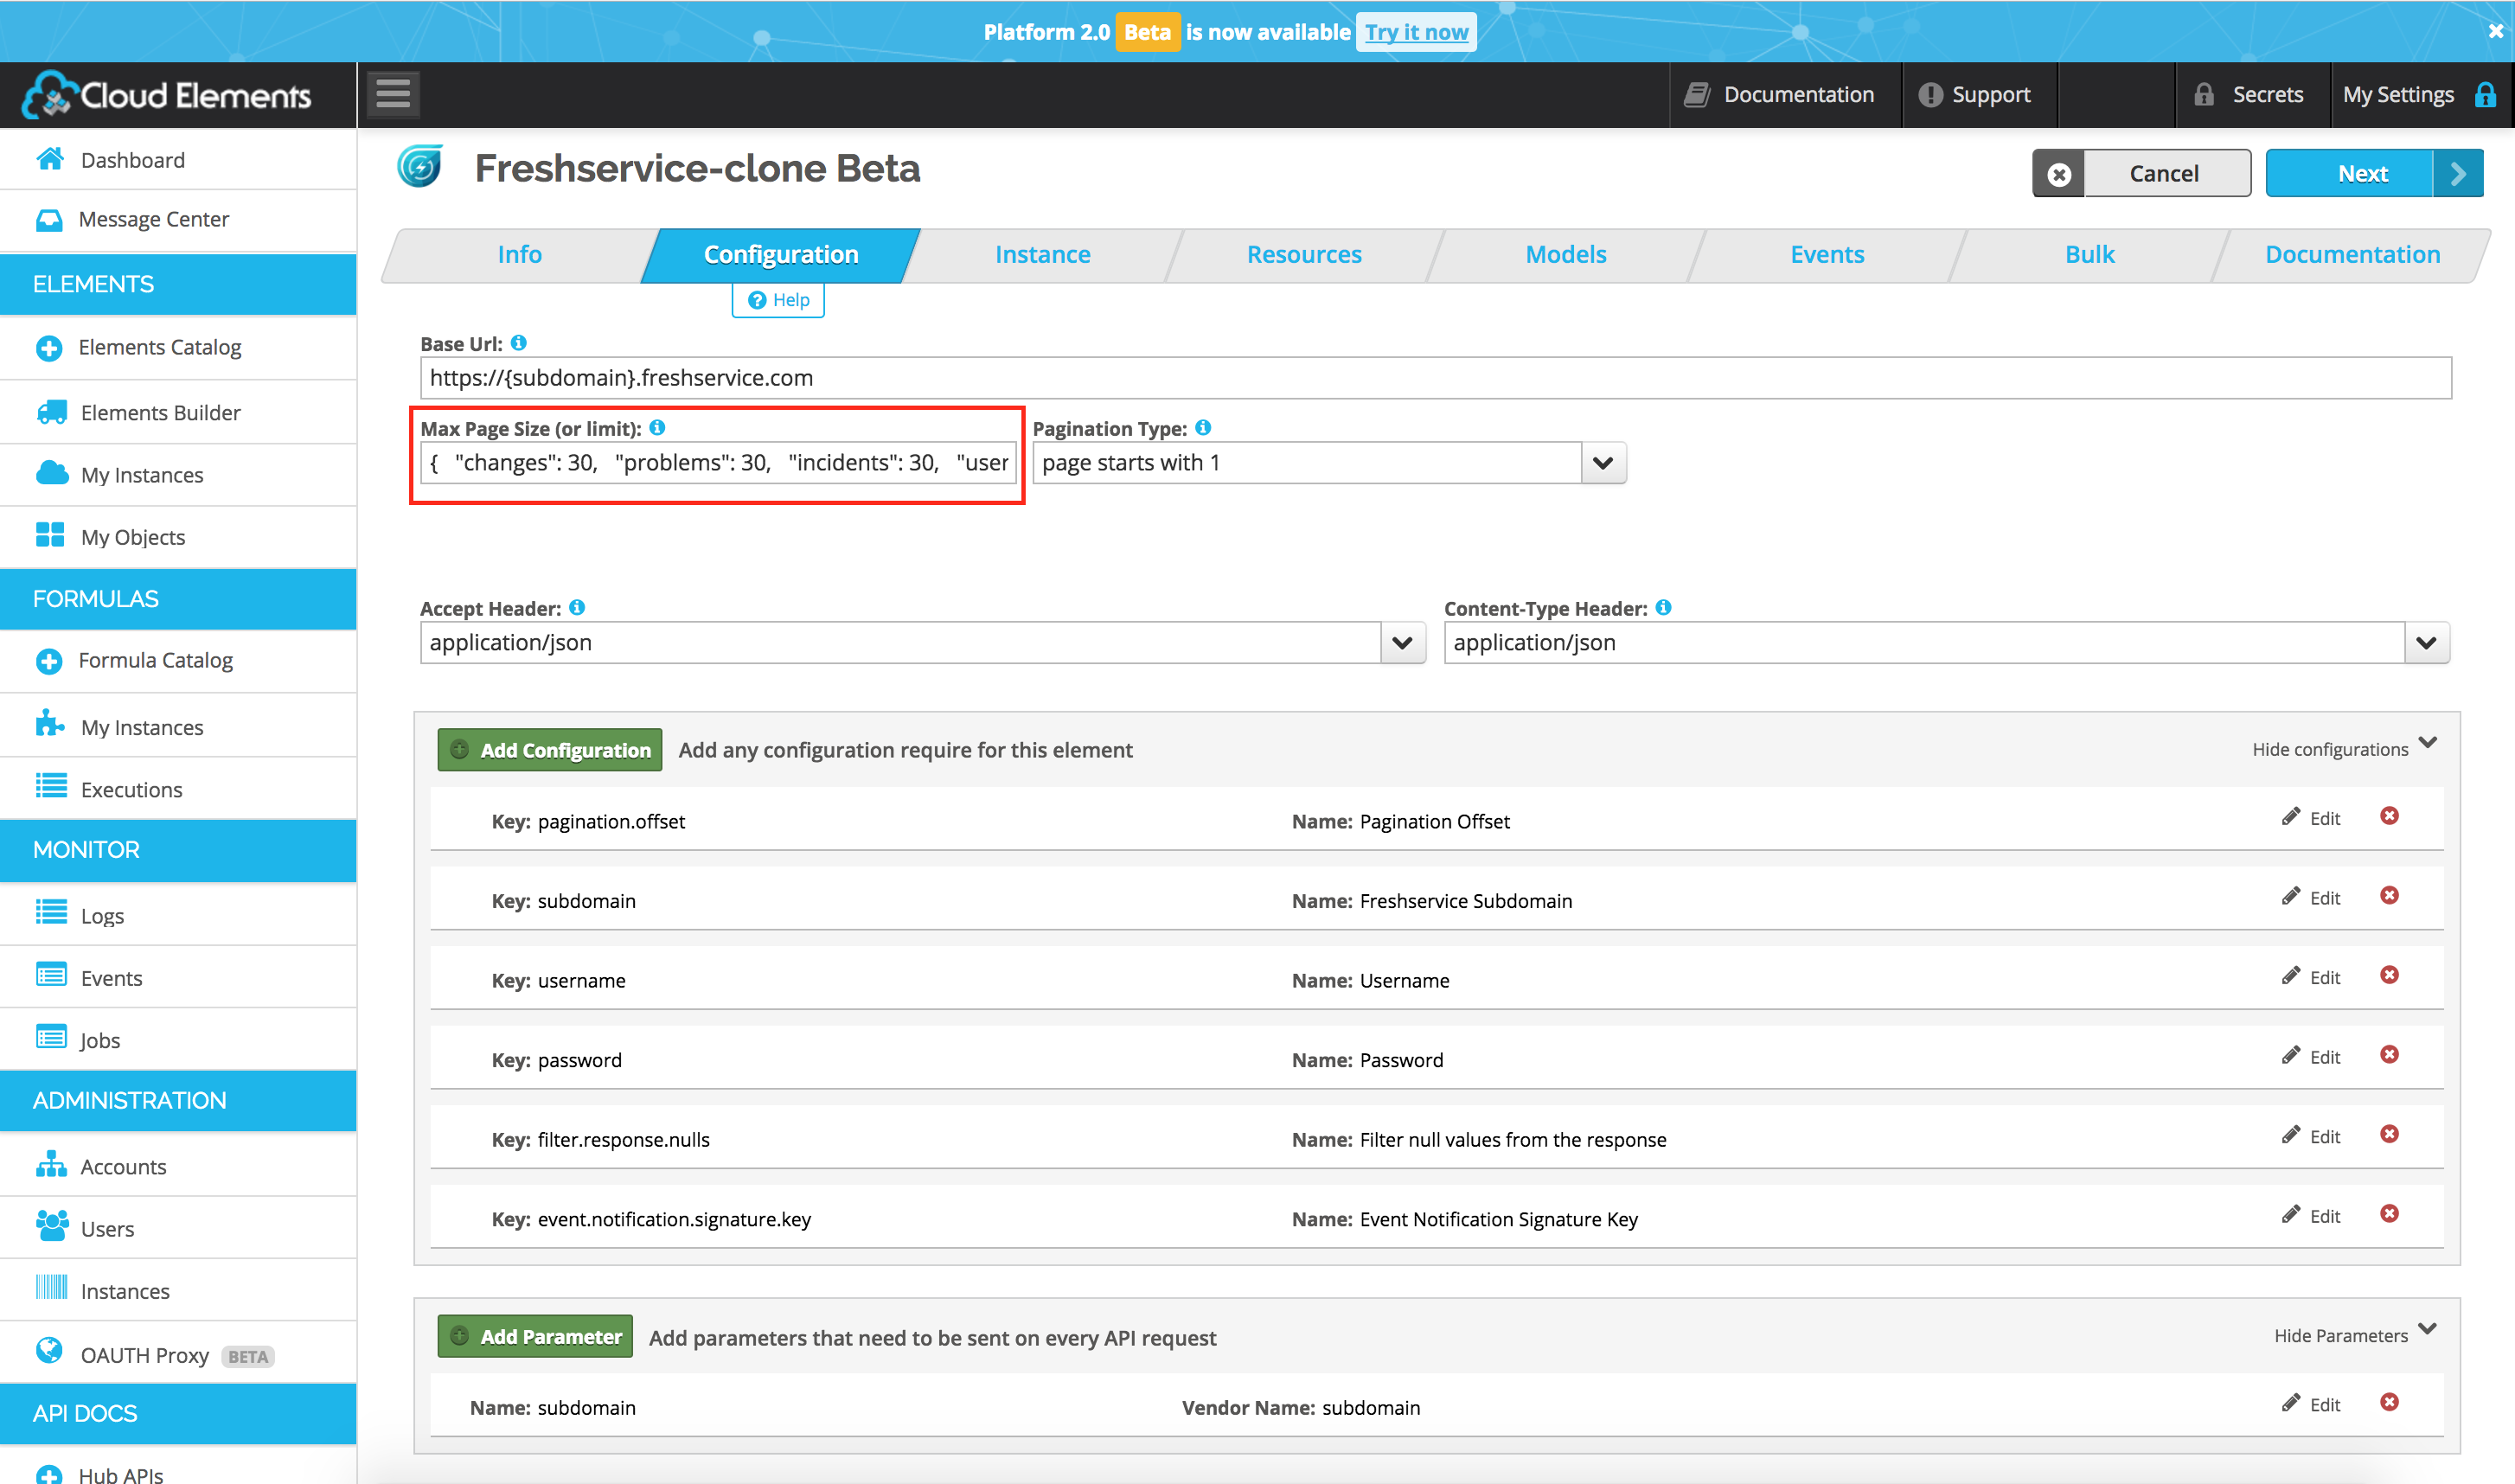 Platform 2.0 Beta is now available Try it now
Cloud Elements
Documentation
Support
Secrets
My Settings
Dashboard
Message Center
ELEMENTS
Elements Catalog
Elements Builder
My Instances
My Objects
FORMULAS
Formula Catalog
My Instances
Executions
MONITOR
Logs
Events
Jobs
ADMINISTRATION
Accounts
Users
Instances
OAUTH Proxy BETA
API DOCS
Hub APIs
Freshservice-clone Beta
Cancel
Next
Info
Configuration
Instance
Resources
Models
Events
Bulk
Documentation
Help
Base Url:
https://{subdomain}.freshservice.com
Max Page Size (or limit):
{ "changes": 30, "problems": 30, "incidents": 30, "user
Pagination Type:
page starts with 1
Accept Header:
application/json
Content-Type Header:
application/json
Add Configuration Add any configuration require for this element Hide configurations
Key: pagination.offset Name: Pagination Offset Edit
Key: subdomain Name: Freshservice Subdomain Edit
Key: username Name: Username Edit
Key: password Name: Password Edit
Key: filter.response.nulls Name: Filter null values from the response Edit
Key: event.notification.signature.key Name: Event Notification Signature Key Edit
Add Parameter Add parameters that need to be sent on every API request Hide Parameters
Name: subdomain Vendor Name: subdomain Edit